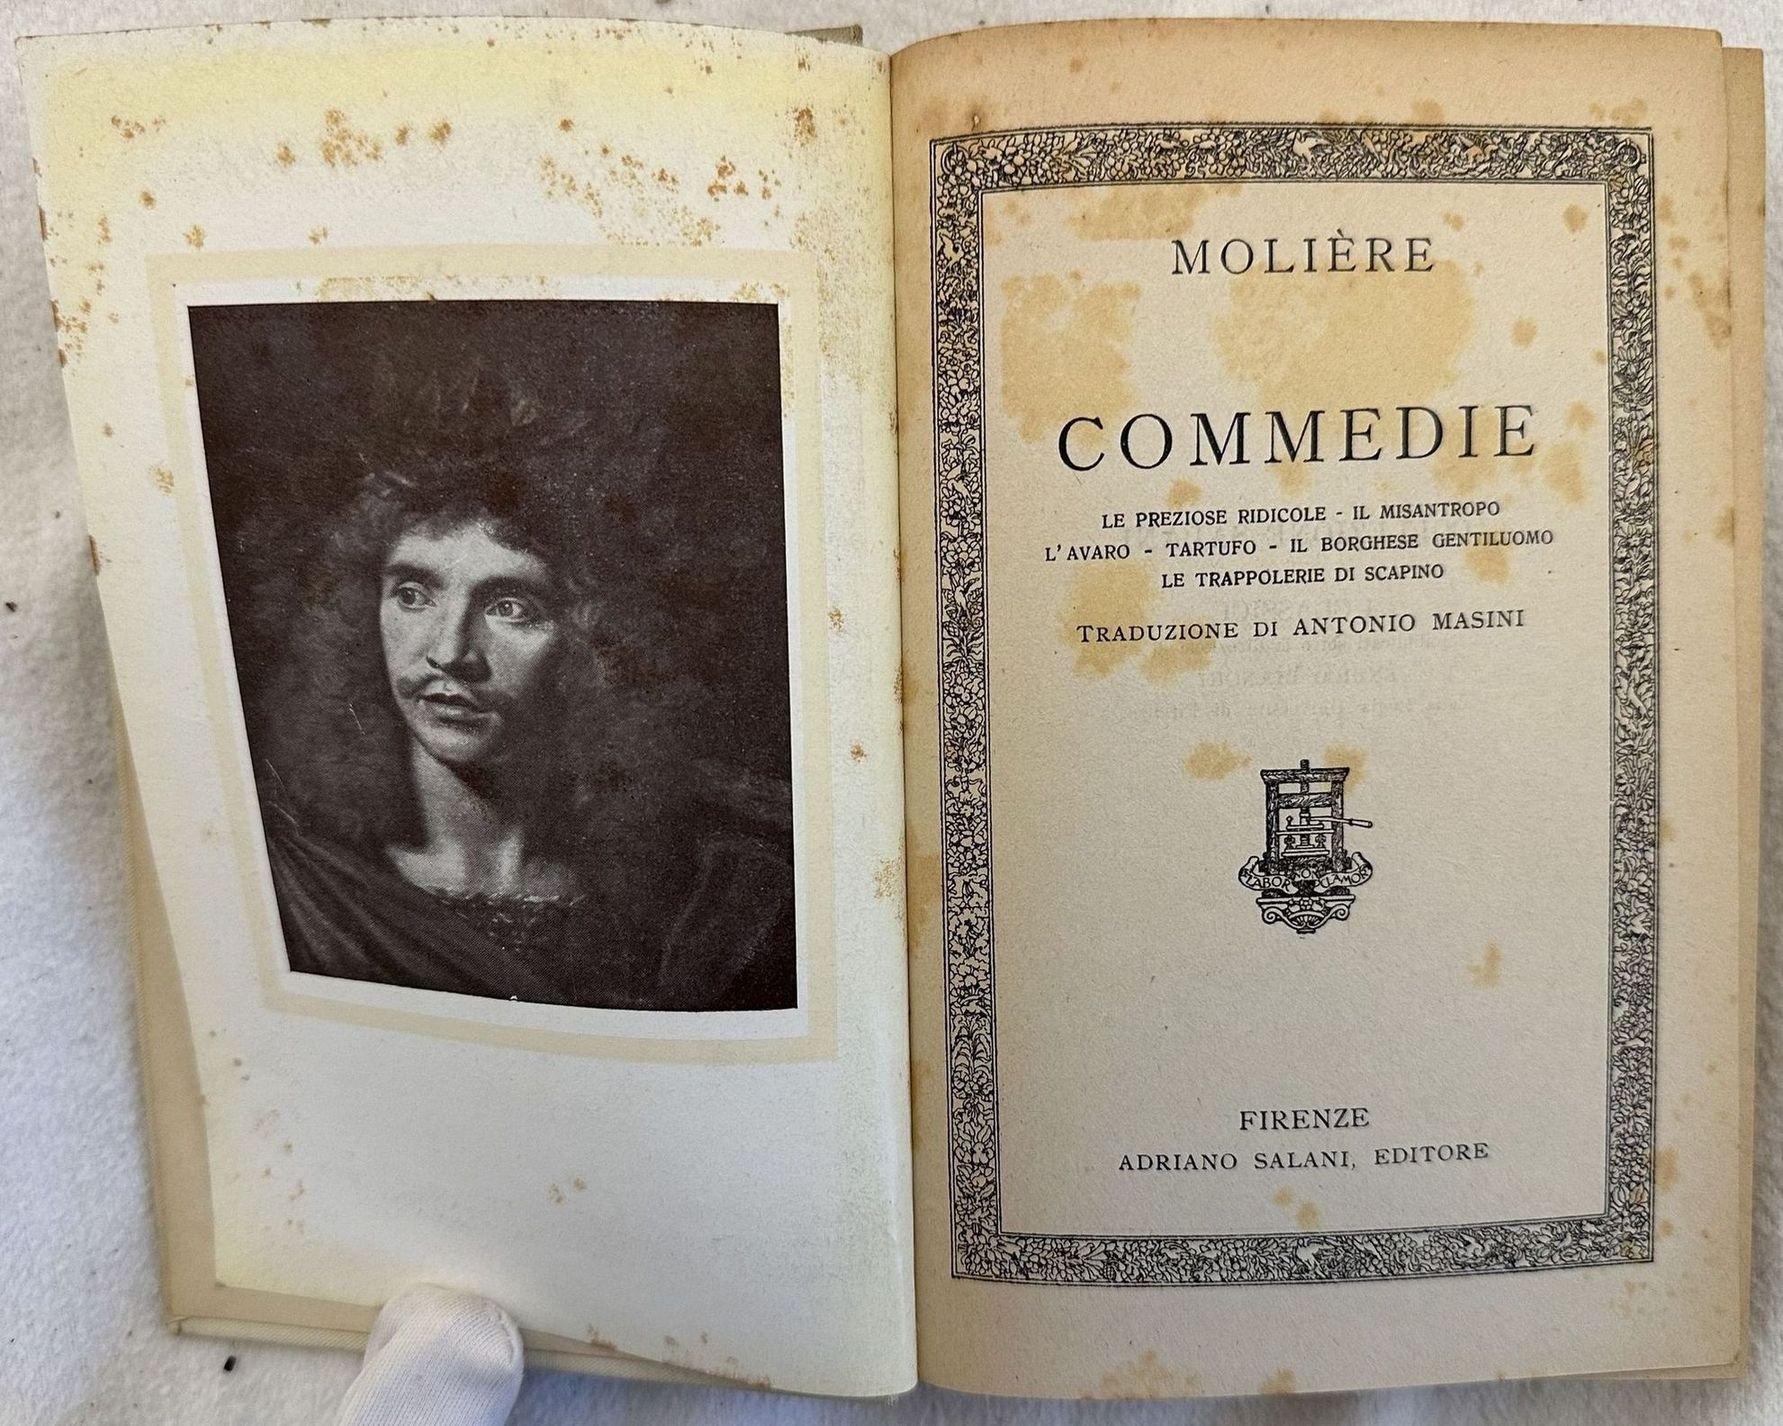 MOLIÈRE
COMMEDIE
LE PREZIOSE RIDICOLE - IL MISANTROPO
L'AVARO - TARTUFO - IL BORGHESE GENTILUOMO
LE TRAPPOLERIE DI SCAPINO
TRADUZIONE DI ANTONIO MASINI
LABOR OMNIA
FIRENZE
ADRIANO SALANI, EDITORE